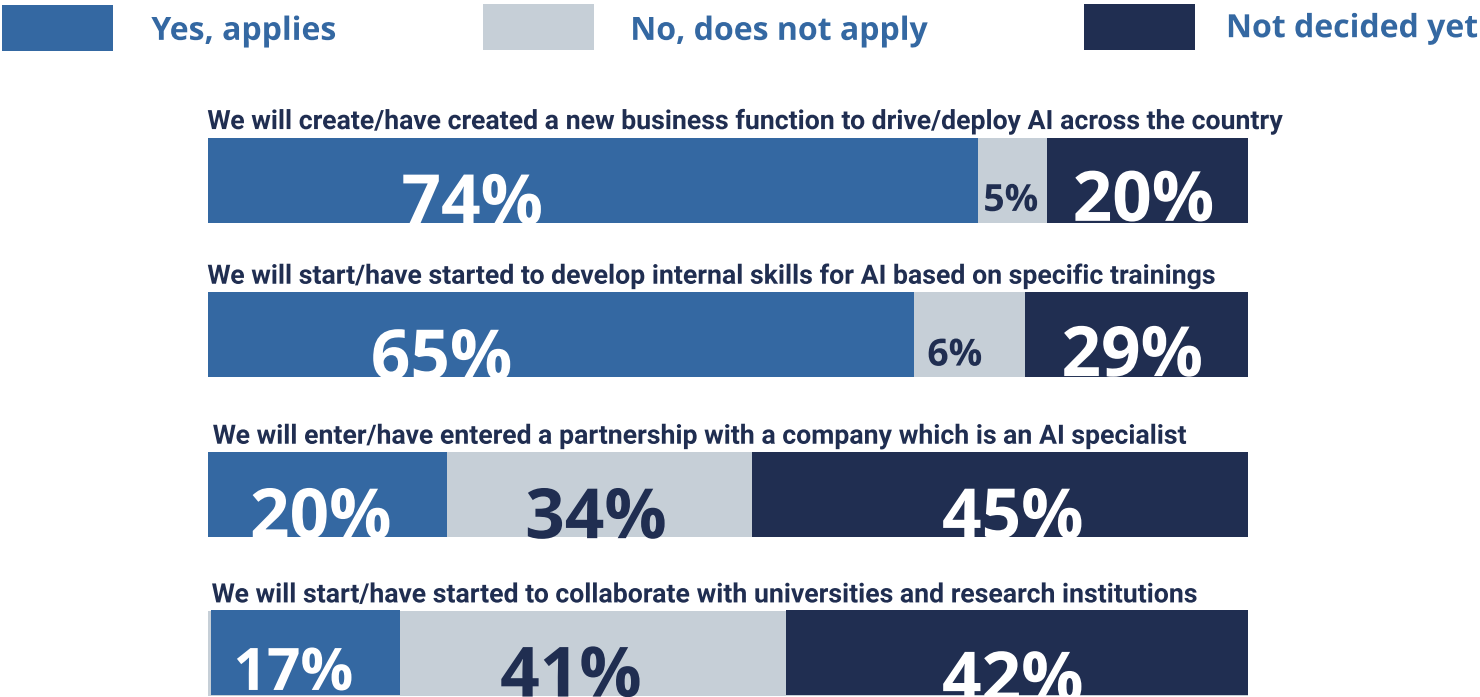 Yes, applies
No, does not apply
Not decided yet
We will create/have created a new business function to drive/deploy AI across the country
74%
5%
20%
We will start/have started to develop internal skills for AI based on specific trainings
65%
6%
29%
We will enter/have entered a partnership with a company which is an AI specialist
20%
34%
45%
We will start/have started to collaborate with universities and research institutions
17%
41%
42%